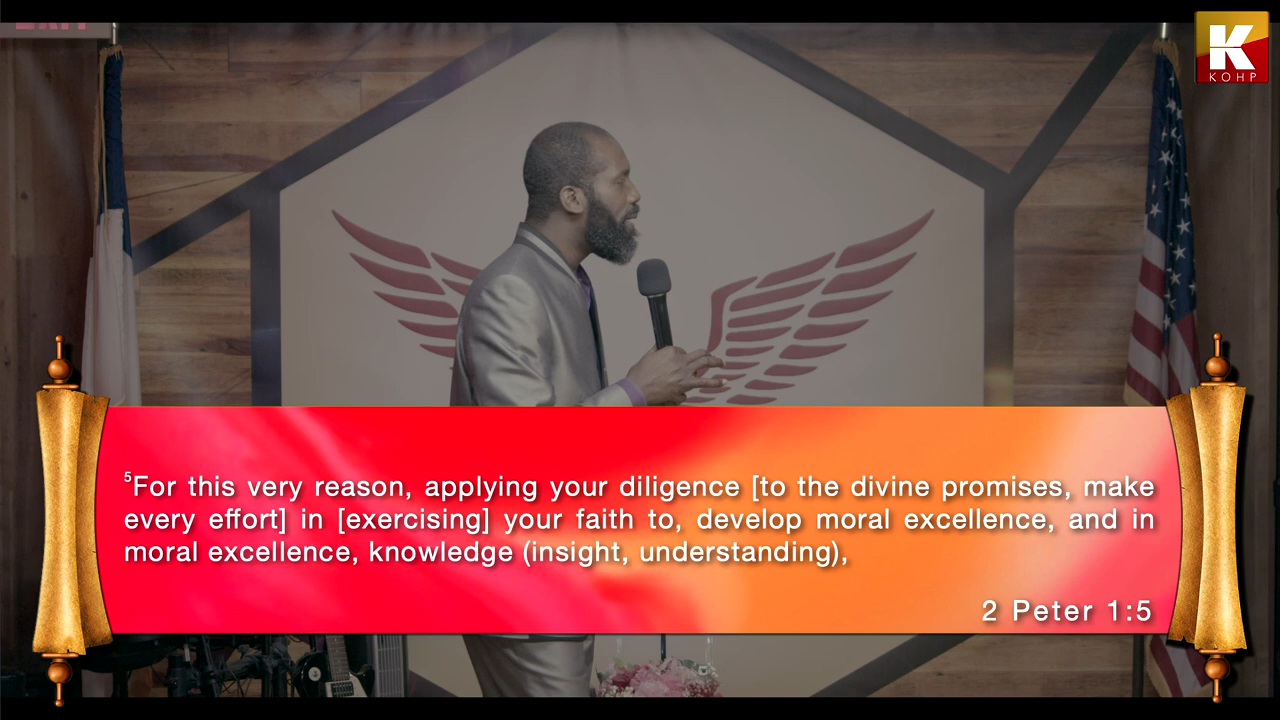 EXIT
K
KOHP
⁵For this very reason, applying your diligence [to the divine promises, make
every effort] in [exercising] your faith to, develop moral excellence, and in
moral excellence, knowledge (insight, understanding),
2 Peter 1:5